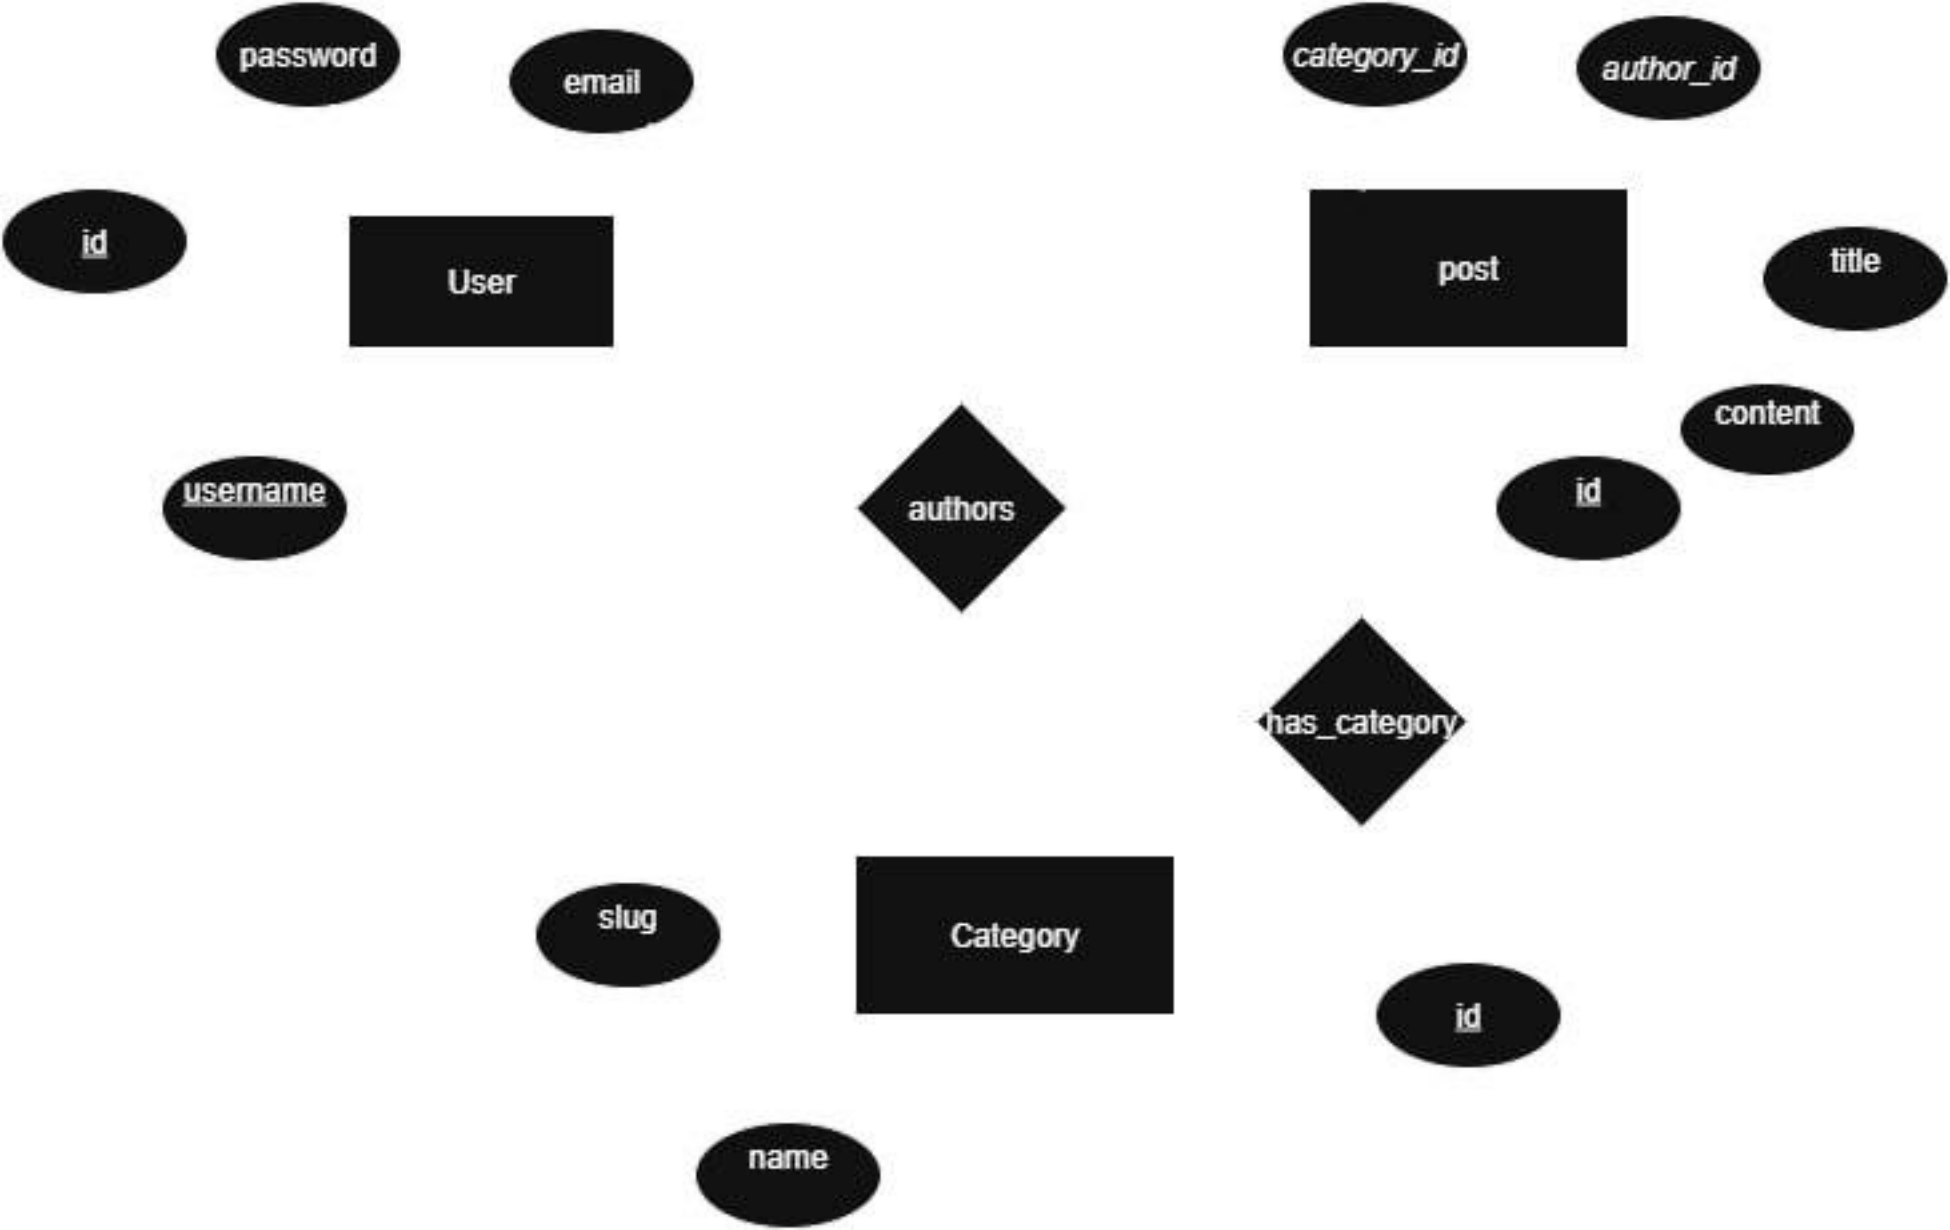 password
email
category_id
author_id
id
User
post
title
content
username
authors
id
has_category
slug
Category
id
name